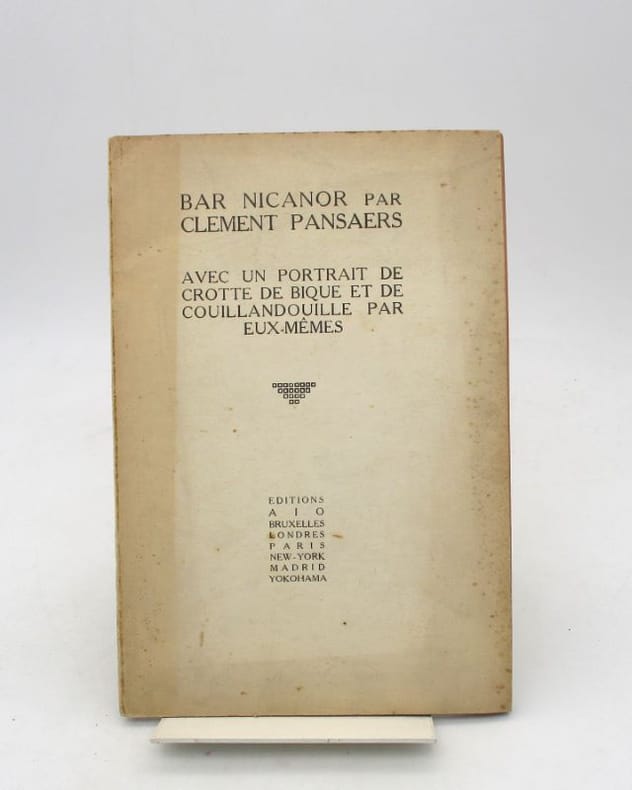 BAR NICANOR PAR
CLEMENT PANSAERS
AVEC UN PORTRAIT DE
CROTTE DE BIQUE ET DE
COUILLANDOUILLE PAR
EUX-MÊMES
EDITIONS
A I O
BRUXELLES
LONDRES
PARIS
NEW-YORK
MADRID
YOKOHAMA